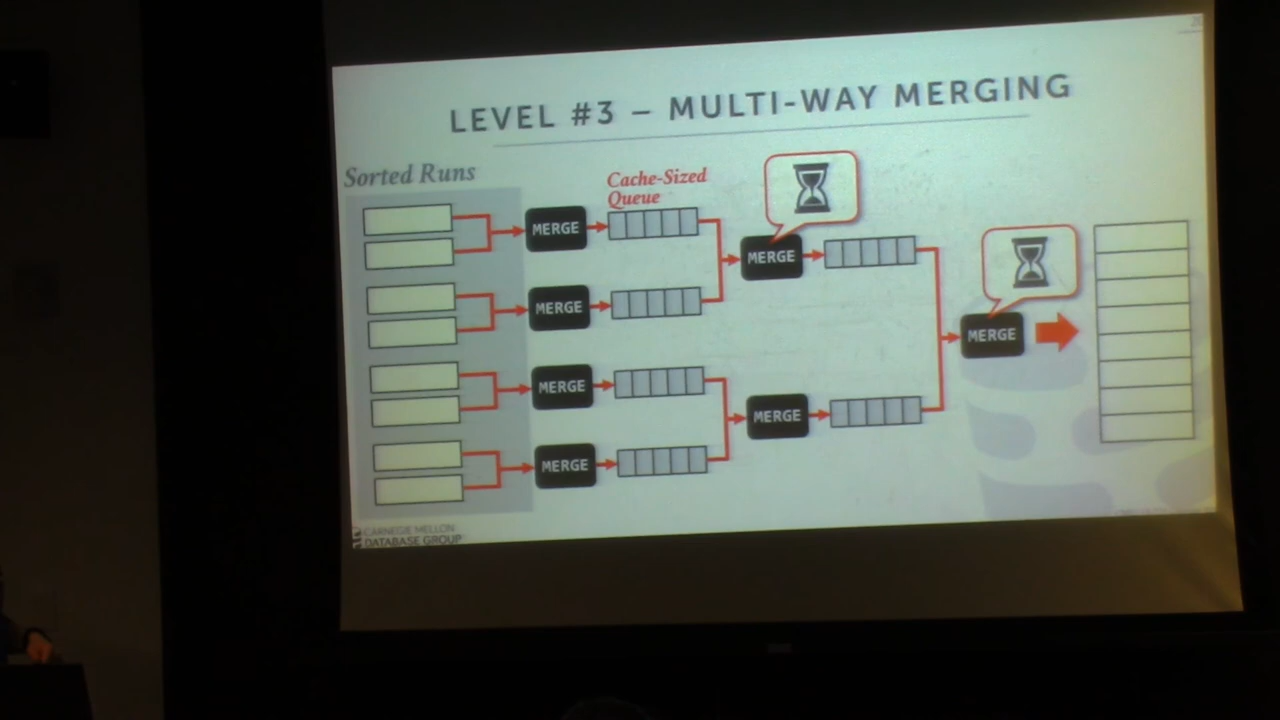 LEVEL #3 – MULTI-WAY MERGING
Sorted Runs
Cache-Sized
Queue
MERGE
MERGE
MERGE
MERGE
MERGE
MERGE
MERGE
CARNEGIE MELLON
DATABASE GROUP